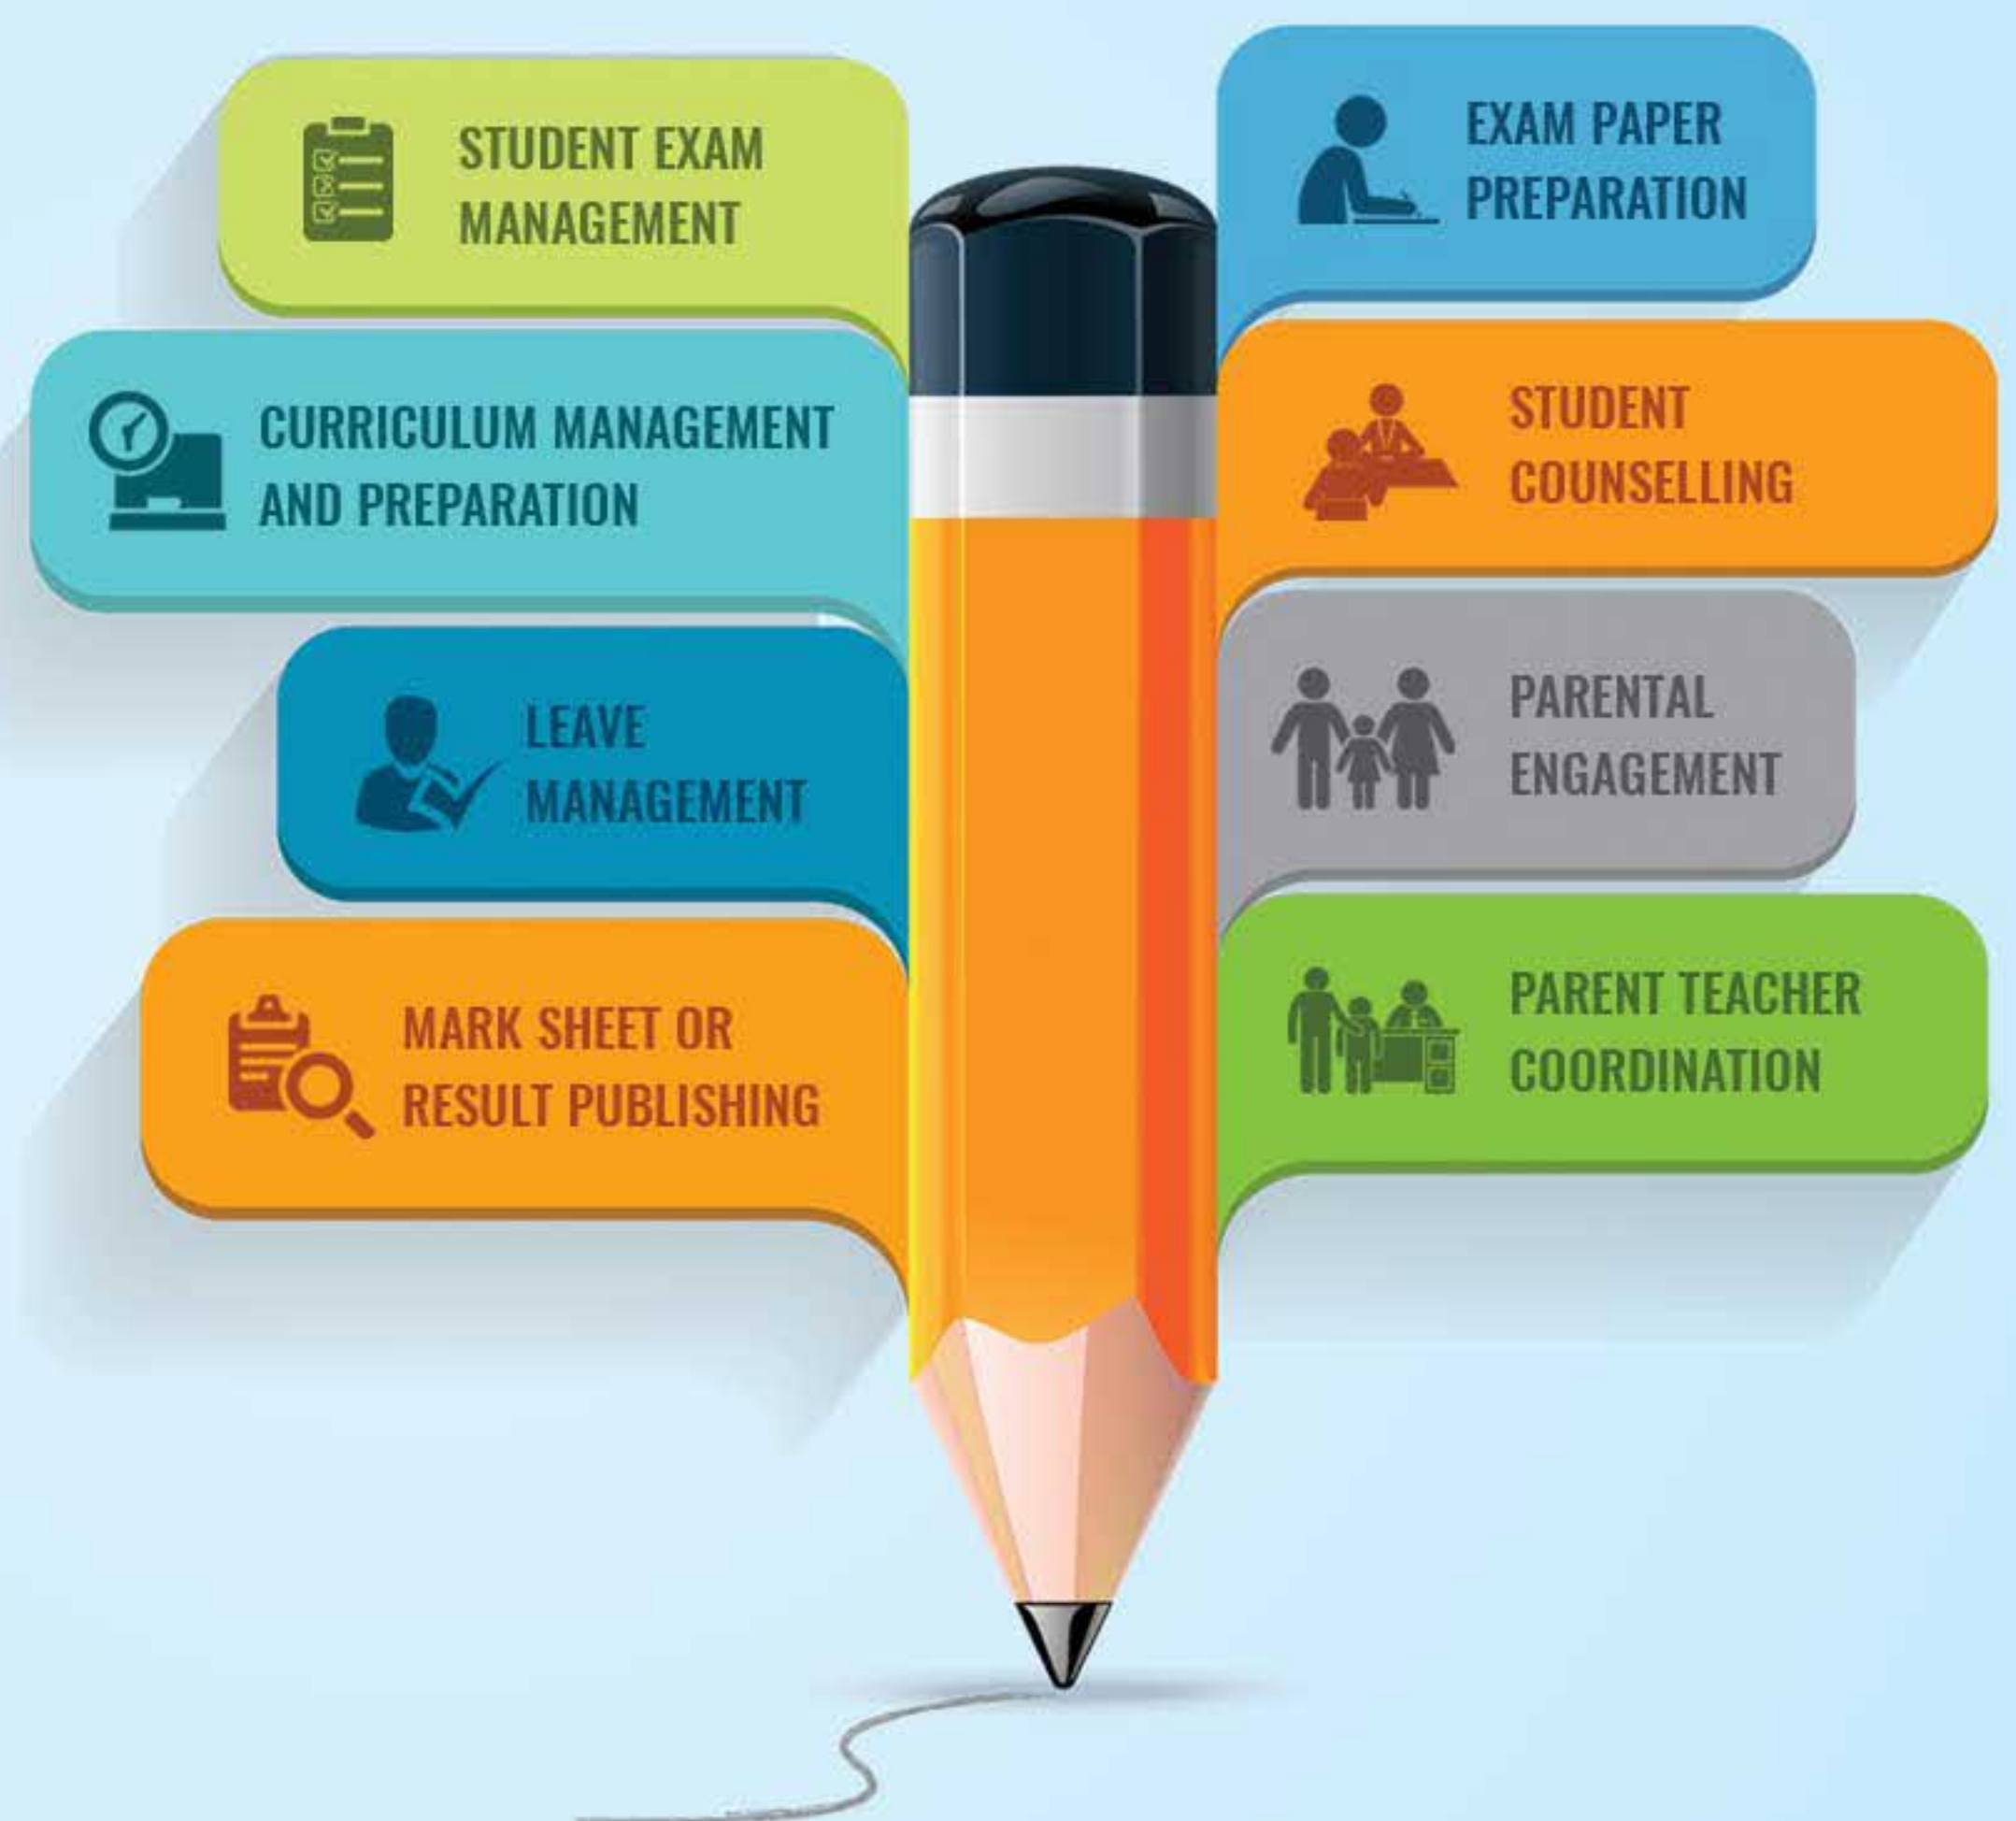 STUDENT EXAM
MANAGEMENT
CURRICULUM MANAGEMENT
AND PREPARATION
LEAVE
MANAGEMENT
MARK SHEET OR
RESULT PUBLISHING
EXAM PAPER
PREPARATION
STUDENT
COUNSELLING
PARENTAL
ENGAGEMENT
PARENT TEACHER
COORDINATION